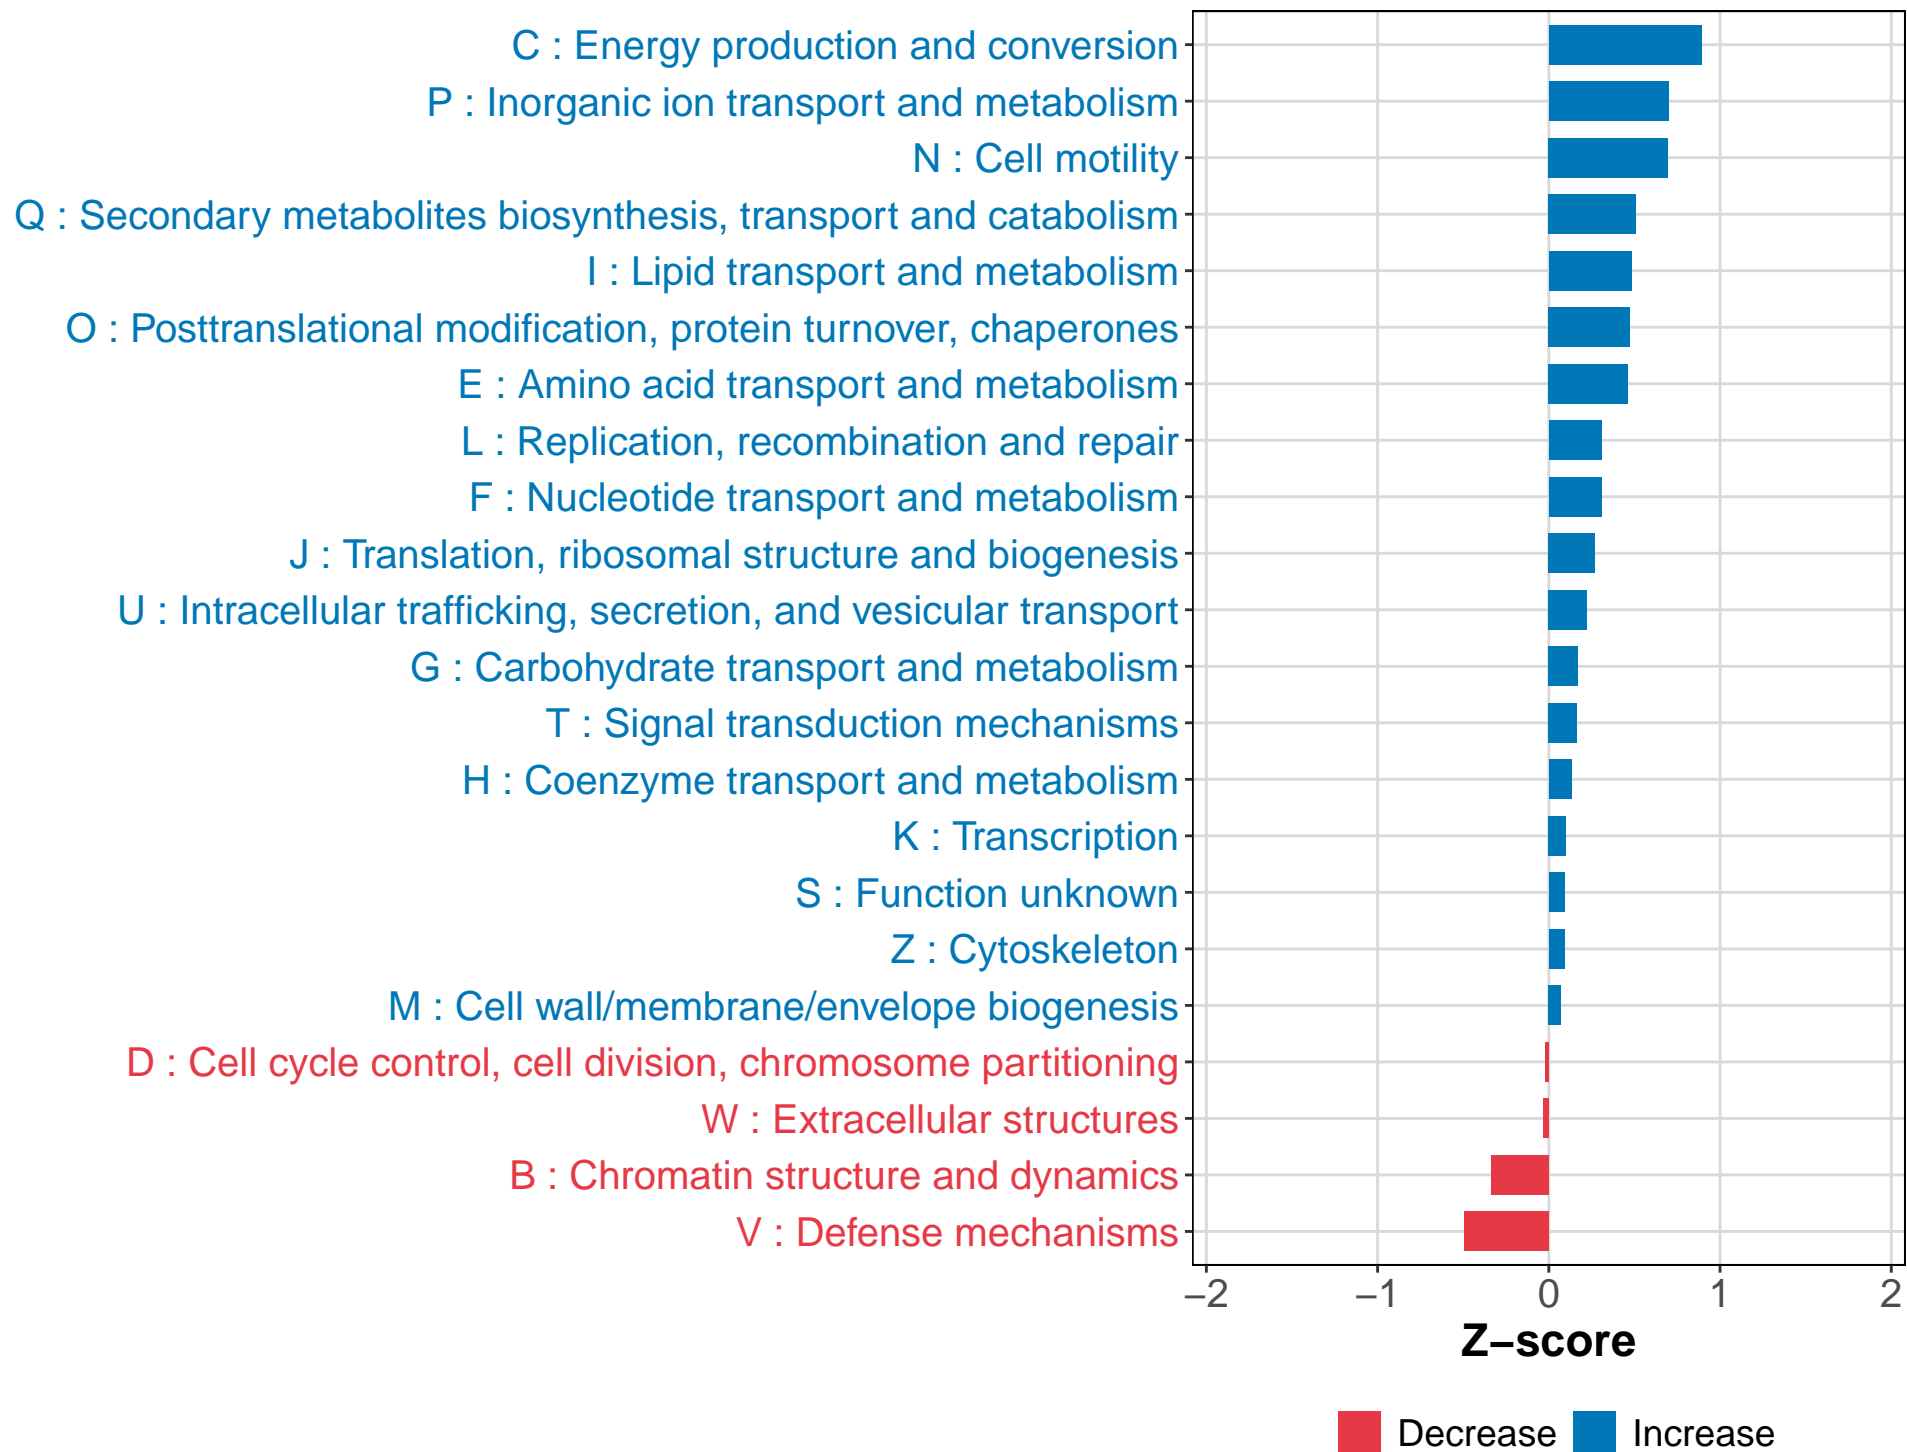 C : Energy production and conversion
P : Inorganic ion transport and metabolism
N : Cell motility
Q : Secondary metabolites biosynthesis, transport and catabolism
I : Lipid transport and metabolism
O : Posttranslational modification, protein turnover, chaperones
E : Amino acid transport and metabolism
L : Replication, recombination and repair
F : Nucleotide transport and metabolism
J : Translation, ribosomal structure and biogenesis
U : Intracellular trafficking, secretion, and vesicular transport
G : Carbohydrate transport and metabolism
T : Signal transduction mechanisms
H : Coenzyme transport and metabolism
K : Transcription
S : Function unknown
Z : Cytoskeleton
M : Cell wall/membrane/envelope biogenesis
D : Cell cycle control, cell division, chromosome partitioning
W : Extracellular structures
B : Chromatin structure and dynamics
V : Defense mechanisms
−2 −1 0 1 2
Z−score
Decrease Increase